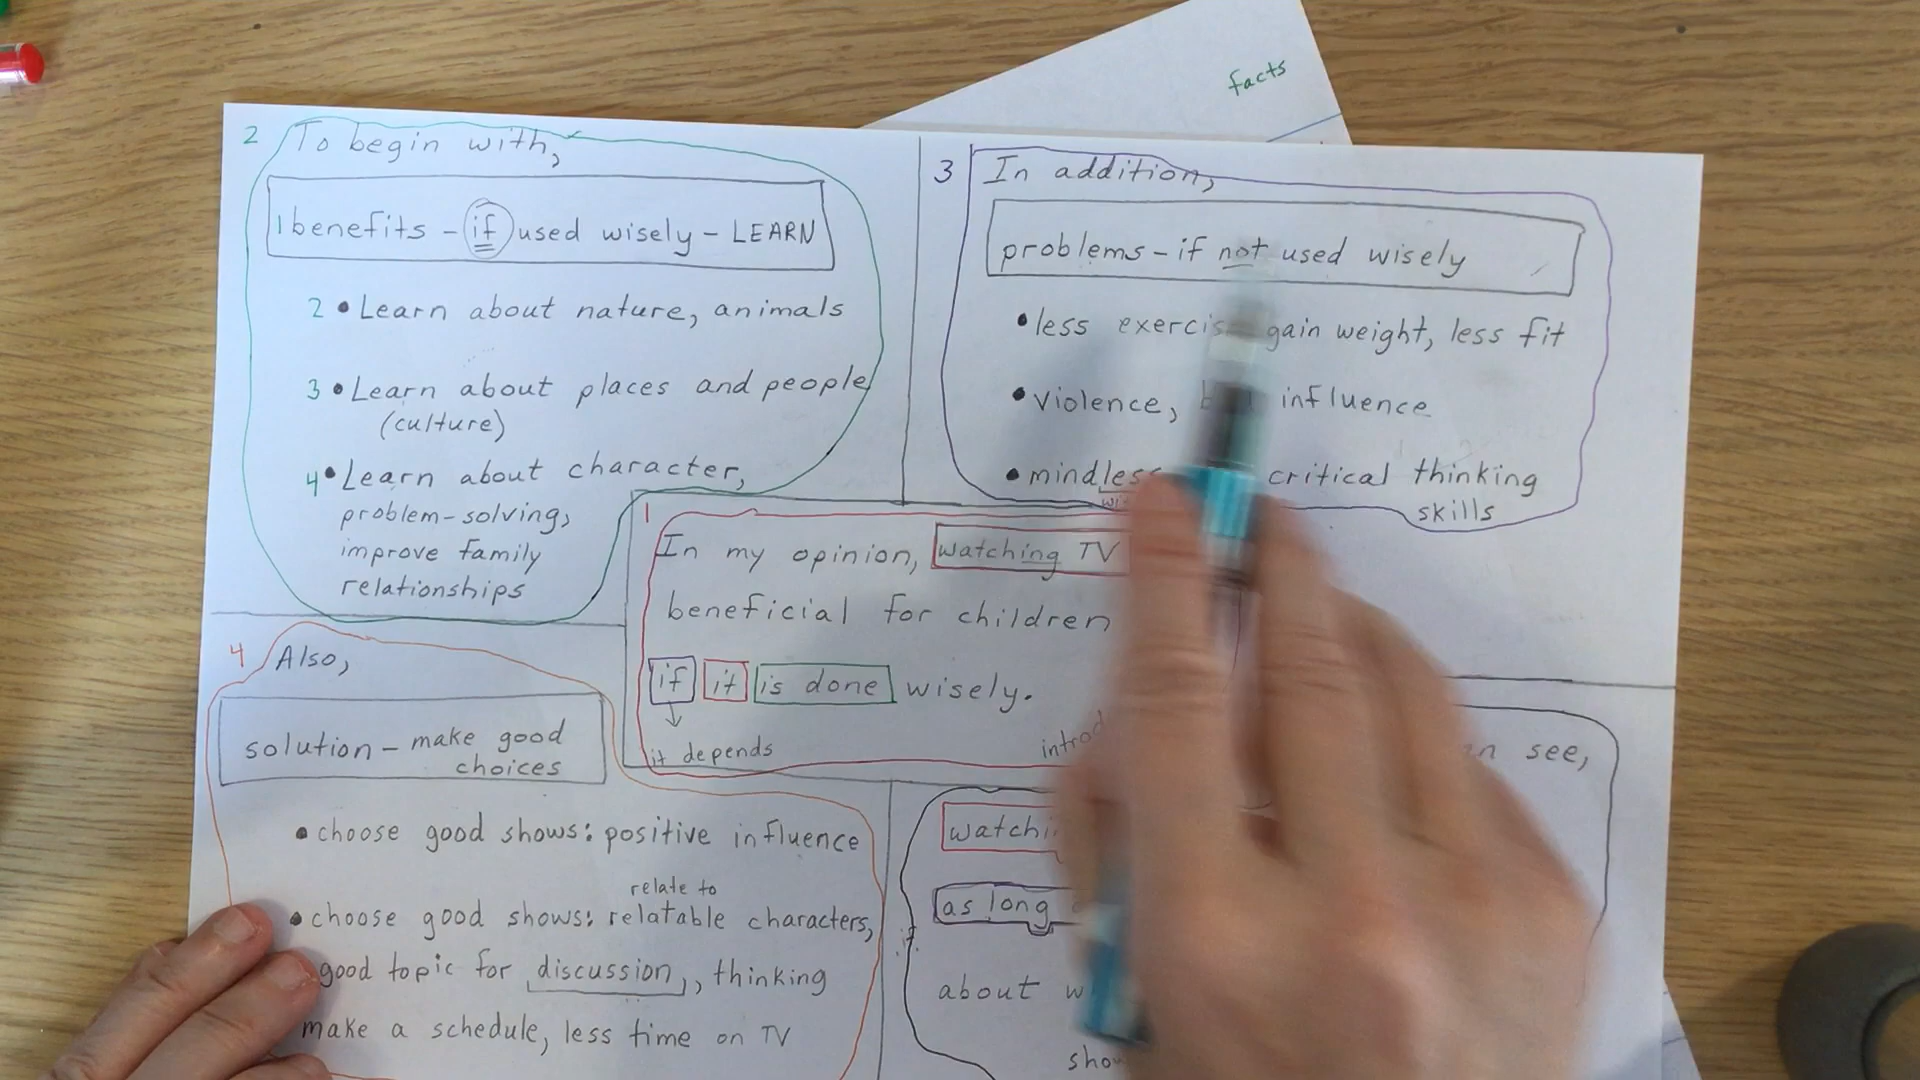 facts
2 To begin with,
1 benefits - if used wisely - LEARN
2 • Learn about nature, animals
3 • Learn about places and people
(culture)
4 • Learn about character,
problem-solving,
improve family
relationships
3 In addition,
problems - if not used wisely
• less gain weight, less fit
• violence, influence
• critical thinking
skills
1
In my opinion, watching TV
beneficial for children
if it is done wisely.
it depends
4 Also,
solution - make good
choices
• choose good shows: positive influence
relate to
• choose good shows: relatable characters,
good topic for discussion, thinking
make a schedule, less time on TV
see,
as long
about